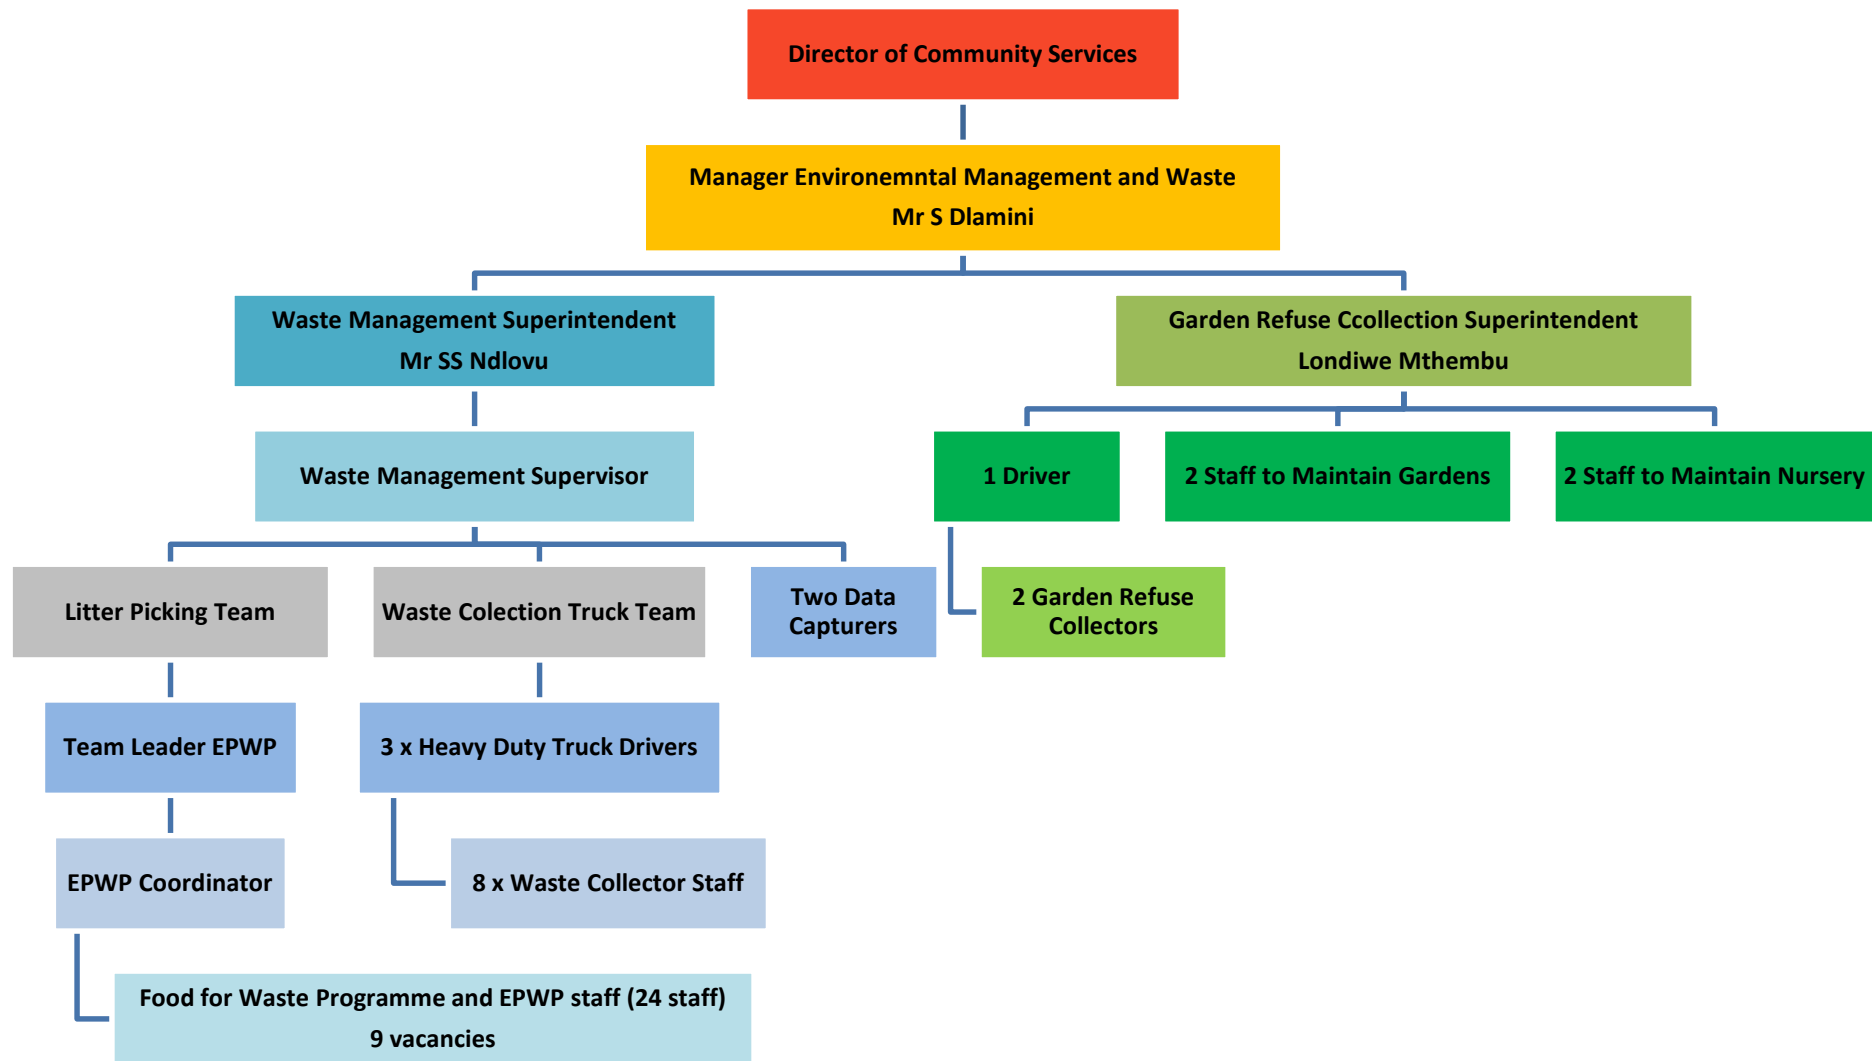 Director of Community Services
Manager Environemntal Management and Waste
Mr S Dlamini
Waste Management Superintendent
Mr SS Ndlovu
Garden Refuse Ccollection Superintendent
Londiwe Mthembu
Waste Management Supervisor
1 Driver
2 Staff to Maintain Gardens
2 Staff to Maintain Nursery
Litter Picking Team
Waste Colection Truck Team
Two Data
Capturers
2 Garden Refuse
Collectors
Team Leader EPWP
3 x Heavy Duty Truck Drivers
EPWP Coordinator
8 x Waste Collector Staff
Food for Waste Programme and EPWP staff (24 staff)
9 vacancies